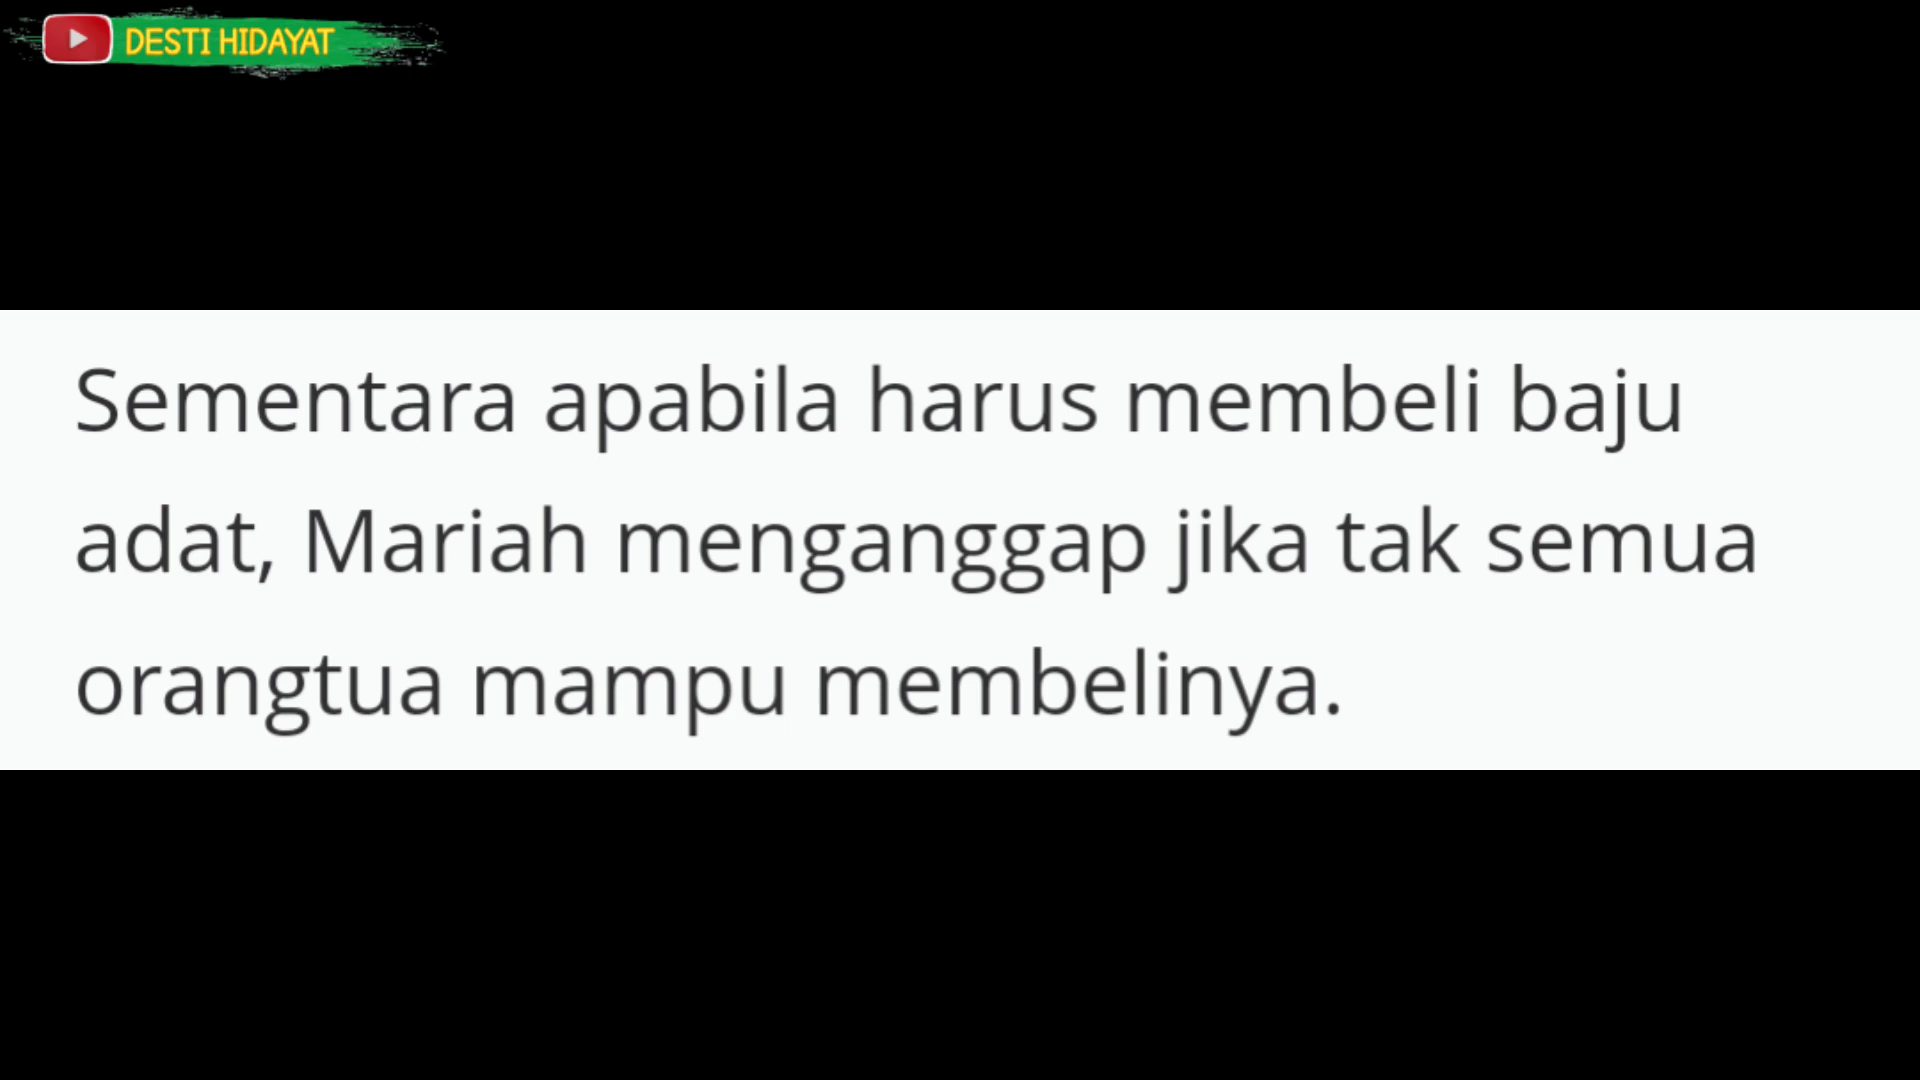 DESTI HIDAYAT
Sementara apabila harus membeli baju
adat, Mariah menganggap jika tak semua
orangtua mampu membelinya.